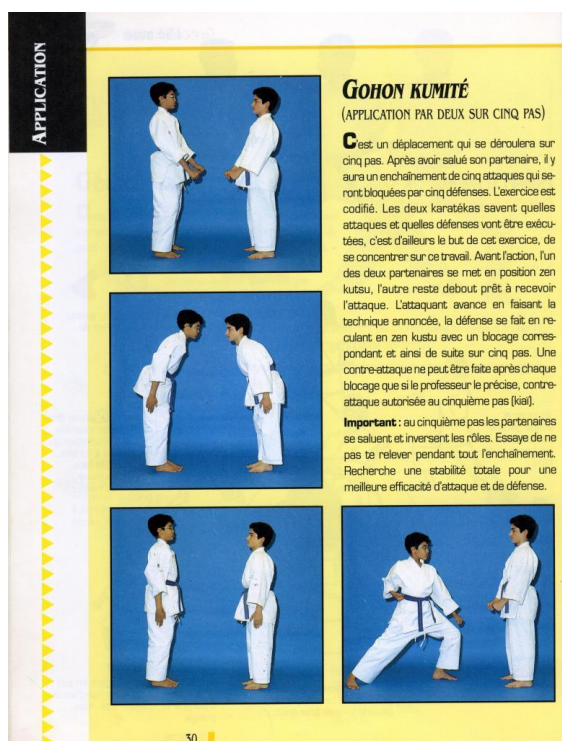 APPLICATION
GOHON KUMITÉ
(APPLICATION PAR DEUX SUR CINQ PAS)
C'est un déplacement qui se déroulera sur
cinq pas. Après avoir salué son partenaire, il y
aura un enchaînement de cinq attaques qui se-
ront bloquées par cinq défenses. L'exercice est
codifié. Les deux karatékas savent quelles
attaques et quelles défenses vont être exécu-
tées, c'est d'ailleurs le but de cet exercice, de
se concentrer sur ce travail. Avant l'action, l'un
des deux partenaires se met en position zen
kutsu, l'autre reste debout prêt à recevoir
l'attaque. L'attaquant avance en faisant la
technique annoncée, la défense se fait en re-
culant en zen kustu avec un blocage corres-
pondant et ainsi de suite sur cinq pas. Une
contre-attaque ne peut être faite après chaque
blocage que si le professeur le précise, contre-
attaque autorisée au cinquième pas (kiaï).
Important : au cinquième pas les partenaires
se saluent et inversent les rôles. Essaye de ne
pas te relever pendant tout l'enchaînement.
Recherche une stabilité totale pour une
meilleure efficacité d'attaque et de défense.
30